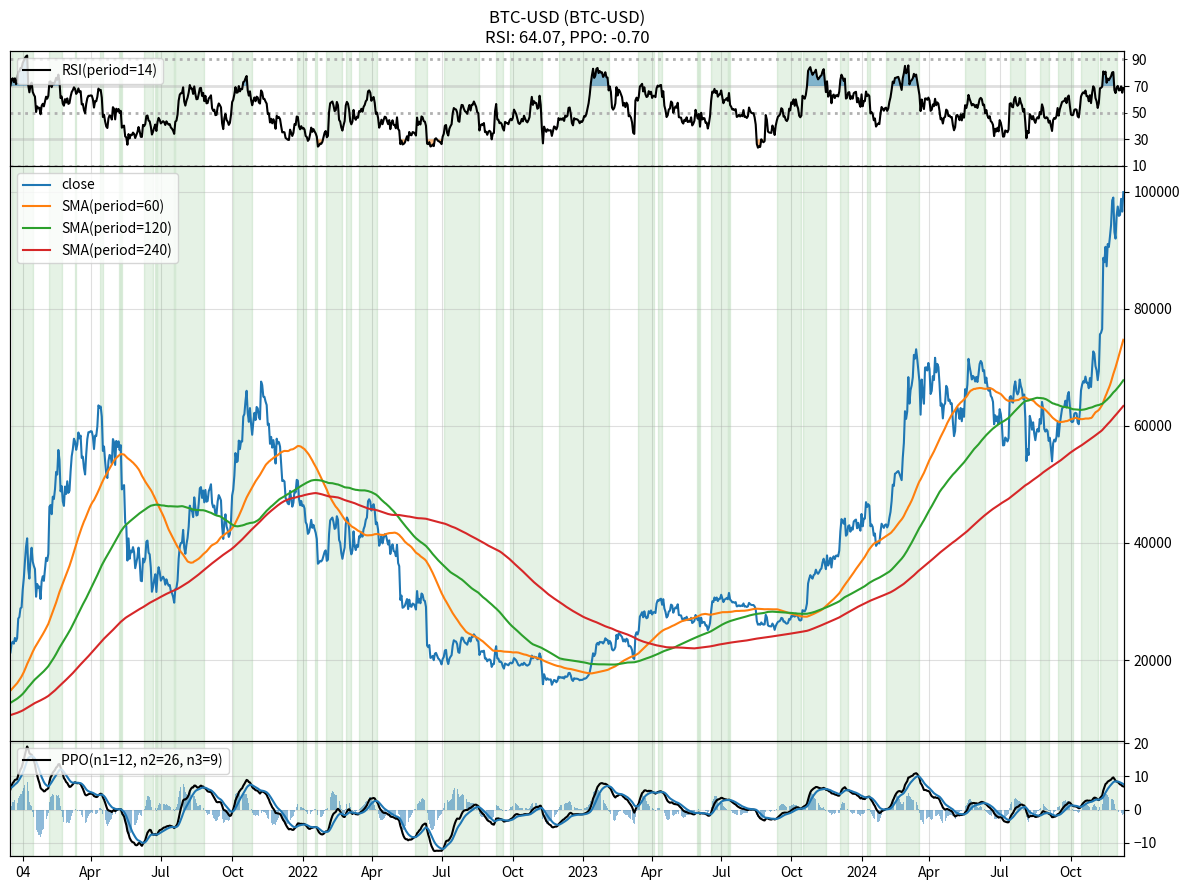 BTC-USD (BTC-USD)
RSI: 64.07, PPO: -0.70
RSI(period=14)
90
70
50
30
10
close
SMA(period=60)
SMA(period=120)
SMA(period=240)
100000
80000
60000
40000
20000
PPO(n1=12, n2=26, n3=9)
20
10
0
−10
04 Apr Jul Oct 2022 Apr Jul Oct 2023 Apr Jul Oct 2024 Apr Jul Oct